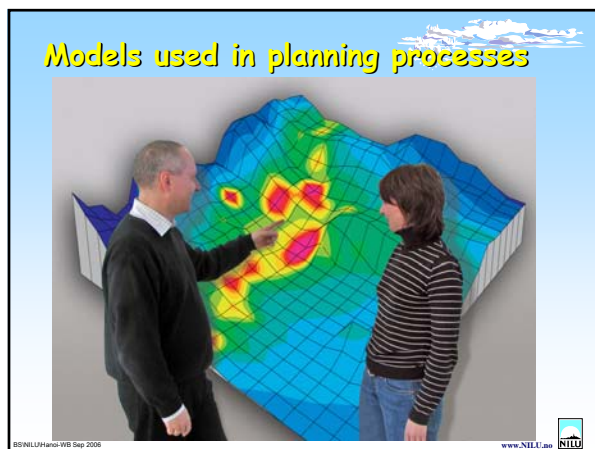 Models used in planning processes
BS\NILU\Hanoi-WB Sep 2006
www.NILU.no
NILU